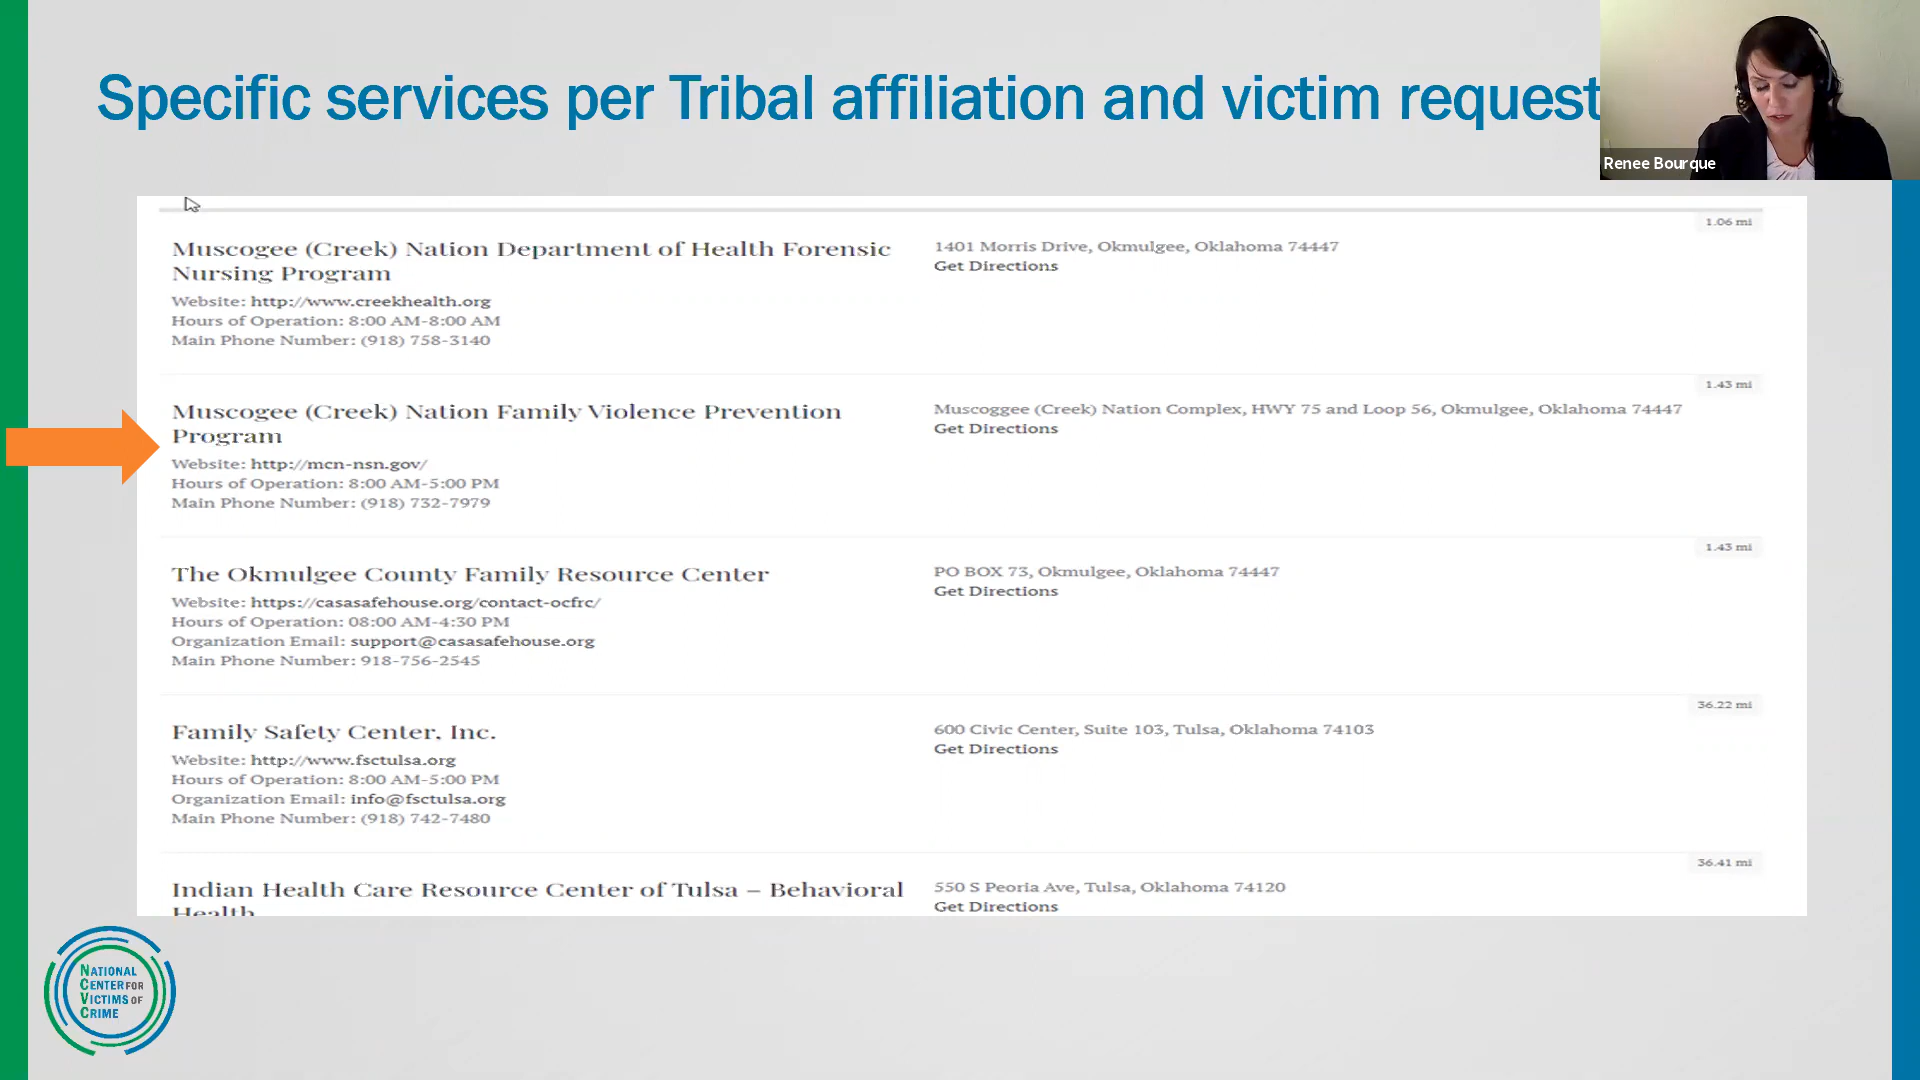 Specific services per Tribal affiliation and victim request
Renee Bourque
1.06 mi
Muscogee (Creek) Nation Department of Health Forensic
Nursing Program
Website: http://www.creekhealth.org
Hours of Operation: 8:00 AM-8:00 AM
Main Phone Number: (918) 758-3140
1401 Morris Drive, Okmulgee, Oklahoma 74447
Get Directions
1.43 mi
Muscogee (Creek) Nation Family Violence Prevention
Program
Website: http://mcn-nsn.gov/
Hours of Operation: 8:00 AM-5:00 PM
Main Phone Number: (918) 732-7979
Muscoggee (Creek) Nation Complex, HWY 75 and Loop 56, Okmulgee, Oklahoma 74447
Get Directions
1.43 mi
The Okmulgee County Family Resource Center
Website: https://casasafehouse.org/contact-ocfrc/
Hours of Operation: 08:00 AM-4:30 PM
Organization Email: support@casasafehouse.org
Main Phone Number: 918-756-2545
PO BOX 73, Okmulgee, Oklahoma 74447
Get Directions
36.22 mi
Family Safety Center, Inc.
Website: http://www.fsctulsa.org
Hours of Operation: 8:00 AM-5:00 PM
Organization Email: info@fsctulsa.org
Main Phone Number: (918) 742-7480
600 Civic Center, Suite 103, Tulsa, Oklahoma 74103
Get Directions
36.41 mi
Indian Health Care Resource Center of Tulsa – Behavioral
Health
550 S Peoria Ave, Tulsa, Oklahoma 74120
Get Directions
NATIONAL
CENTER FOR
VICTIMS OF
CRIME